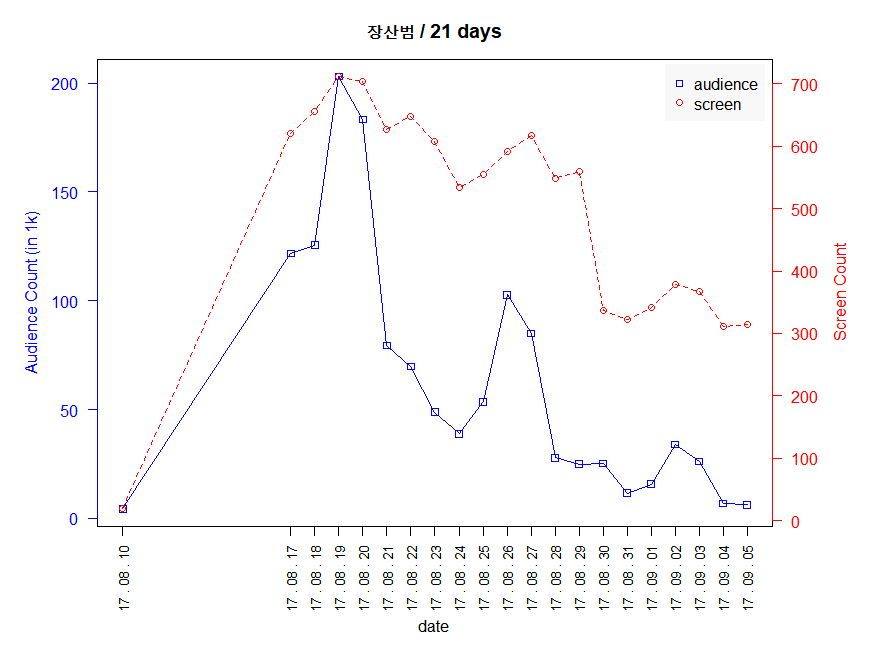 장산범 / 21 days
audience
screen
Audience Count (in 1k)
200
150
100
50
0
700
600
500
400
300
200
100
0
Screen Count
17 . 08 . 10
17 . 08 . 17
17 . 08 . 18
17 . 08 . 19
17 . 08 . 20
17 . 08 . 21
17 . 08 . 22
17 . 08 . 23
17 . 08 . 24
17 . 08 . 25
17 . 08 . 26
17 . 08 . 27
17 . 08 . 28
17 . 08 . 29
17 . 08 . 30
17 . 08 . 31
17 . 09 . 01
17 . 09 . 02
17 . 09 . 03
17 . 09 . 04
17 . 09 . 05
date